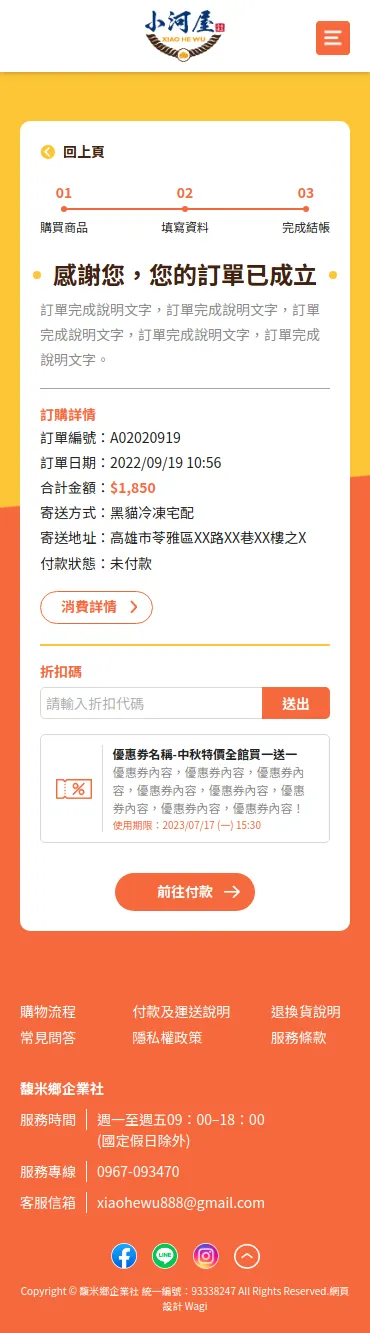 小河屋
XIAO HE WU
回上頁
01 02 03
購買商品 填寫資料 完成結帳
感謝您，您的訂單已成立
訂單完成說明文字，訂單完成說明文字，訂單
完成說明文字，訂單完成說明文字，訂單完成
說明文字。
訂購詳情
訂單編號：A02020919
訂單日期：2022/09/19 10:56
合計金額：$1,850
寄送方式：黑貓冷凍宅配
寄送地址：高雄市苓雅區XX路XX巷XX樓之X
付款狀態：未付款
消費詳情
折扣碼
請輸入折扣代碼 送出
優惠券名稱-中秋特價全館買一送一
優惠券內容，優惠券內容，優惠券內
容，優惠券內容，優惠券內容，優惠
券內容，優惠券內容，優惠券內容！
使用期限：2023/07/17 (一) 15:30
前往付款
購物流程 付款及運送說明 退換貨說明
常見問答 隱私權政策 服務條款
馥米鄉企業社
服務時間 週一至週五09：00–18：00
(國定假日除外)
服務專線 0967-093470
客服信箱 xiaohewu888@gmail.com
LINE
Copyright © 馥米鄉企業社 統一編號：93338247 All Rights Reserved.網頁
設計 Wagi